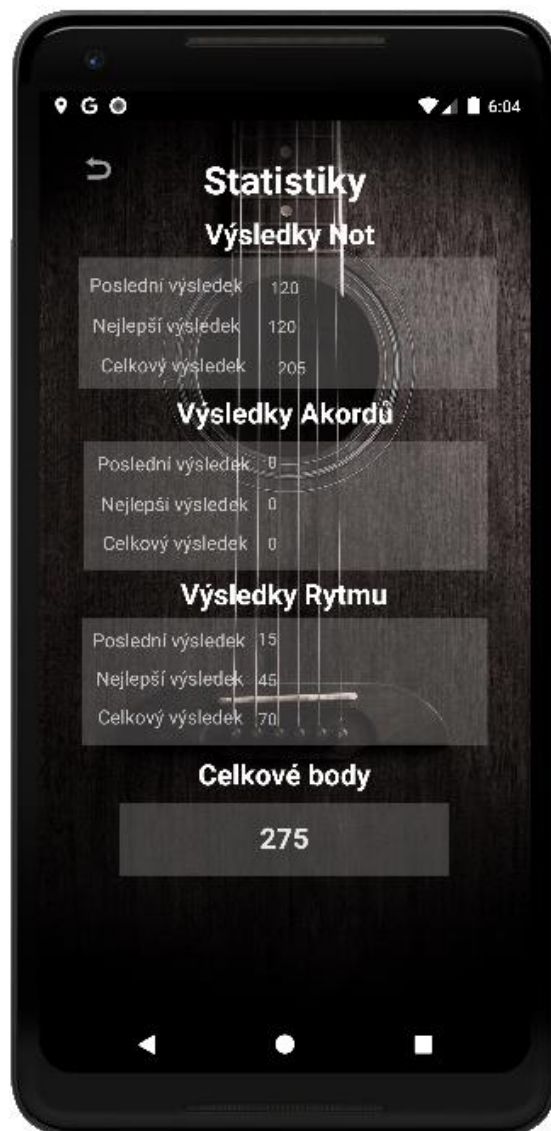 G 6:04
Statistiky
Výsledky Not
Poslední výsledek 120
Nejlepší výsledek 120
Celkový výsledek 205
Výsledky Akordů
Poslední výsledek 0
Nejlepší výsledek 0
Celkový výsledek 0
Výsledky Rytmu
Poslední výsledek 15
Nejlepší výsledek 45
Celkový výsledek 70
Celkové body
275